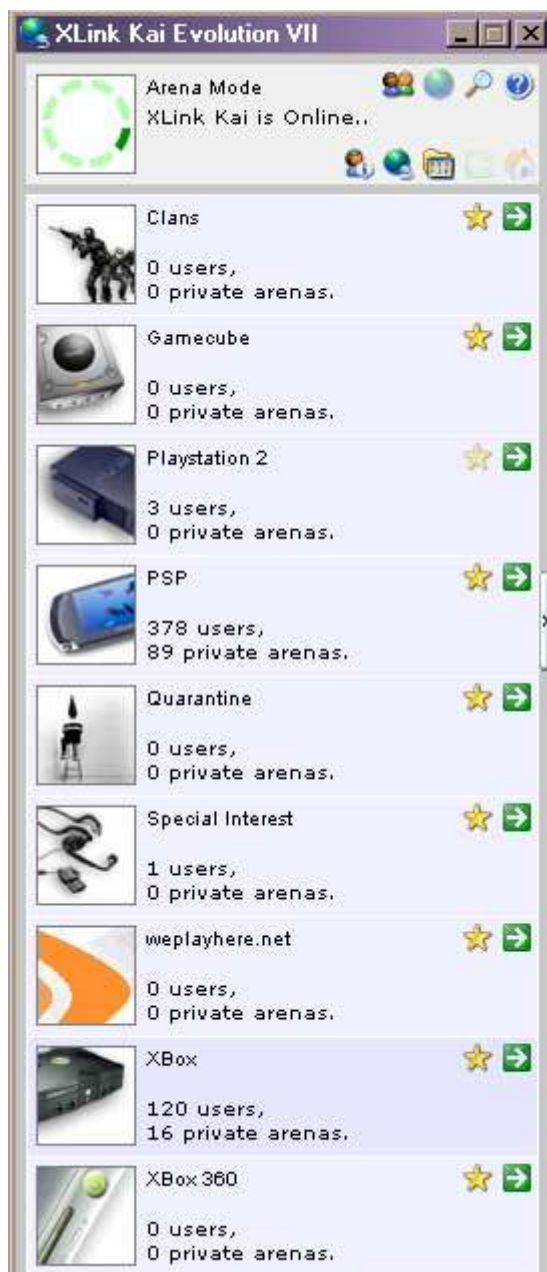 XLink Kai Evolution VII
Arena Mode
XLink Kai is Online..
Clans
0 users,
0 private arenas.
Gamecube
0 users,
0 private arenas.
Playstation 2
3 users,
0 private arenas.
PSP
378 users,
89 private arenas.
Quarantine
0 users,
0 private arenas.
Special Interest
1 users,
0 private arenas.
weplayhere.net
0 users,
0 private arenas.
XBox
120 users,
16 private arenas.
XBox 360
0 users,
0 private arenas.